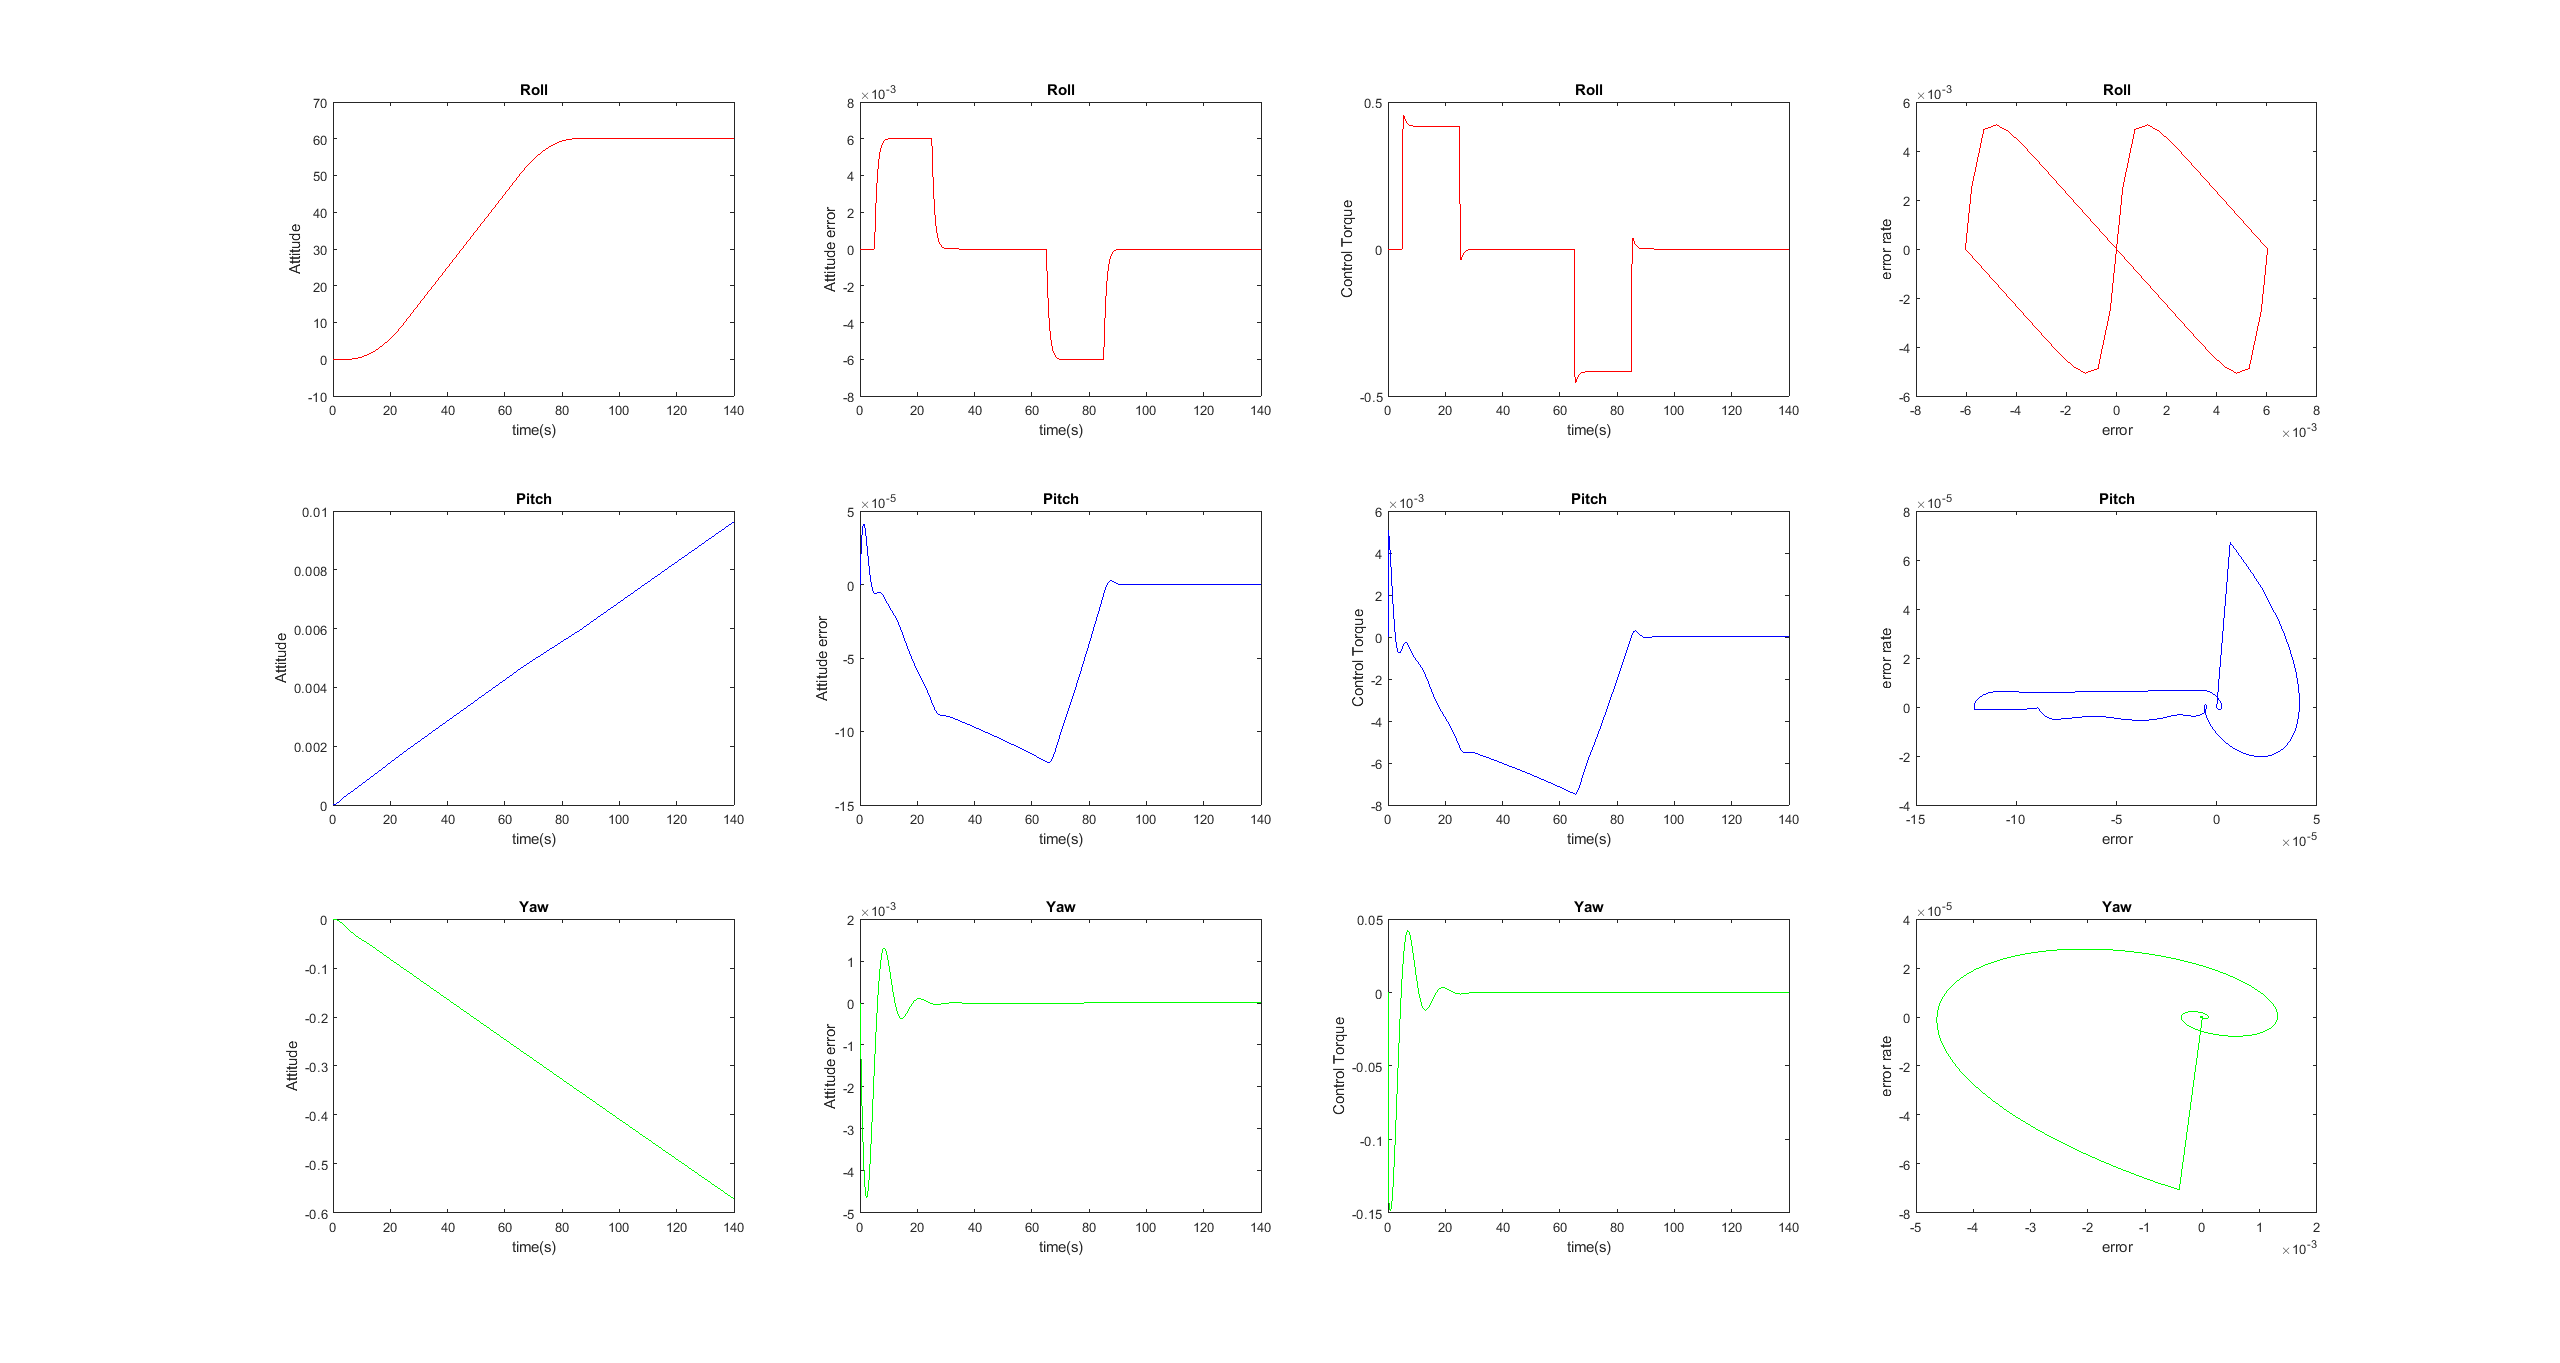 Roll
Attitude
70
60
50
40
30
20
10
0
-10
0 20 40 60 80 100 120 140
time(s)
Roll
×10-3
Attitude error
8
6
4
2
0
-2
-4
-6
-8
0 20 40 60 80 100 120 140
time(s)
Roll
Control Torque
0.5
0
-0.5
0 20 40 60 80 100 120 140
time(s)
Roll
×10-3
error rate
6
4
2
0
-2
-4
-6
-8 -6 -4 -2 0 2 4 6 8
error
×10-3
Pitch
Attitude
0.01
0.008
0.006
0.004
0.002
0
0 20 40 60 80 100 120 140
time(s)
Pitch
×10-5
Attitude error
5
0
-5
-10
-15
0 20 40 60 80 100 120 140
time(s)
Pitch
×10-3
Control Torque
6
4
2
0
-2
-4
-6
-8
0 20 40 60 80 100 120 140
time(s)
Pitch
×10-5
error rate
8
6
4
2
0
-2
-4
-15 -10 -5 0 5
error
×10-5
Yaw
Attitude
0
-0.1
-0.2
-0.3
-0.4
-0.5
-0.6
0 20 40 60 80 100 120 140
time(s)
Yaw
×10-3
Attitude error
2
1
0
-1
-2
-3
-4
-5
0 20 40 60 80 100 120 140
time(s)
Yaw
Control Torque
0.05
0
-0.05
-0.1
-0.15
0 20 40 60 80 100 120 140
time(s)
Yaw
×10-5
error rate
4
2
0
-2
-4
-6
-8
-5 -4 -3 -2 -1 0 1 2
error
×10-3